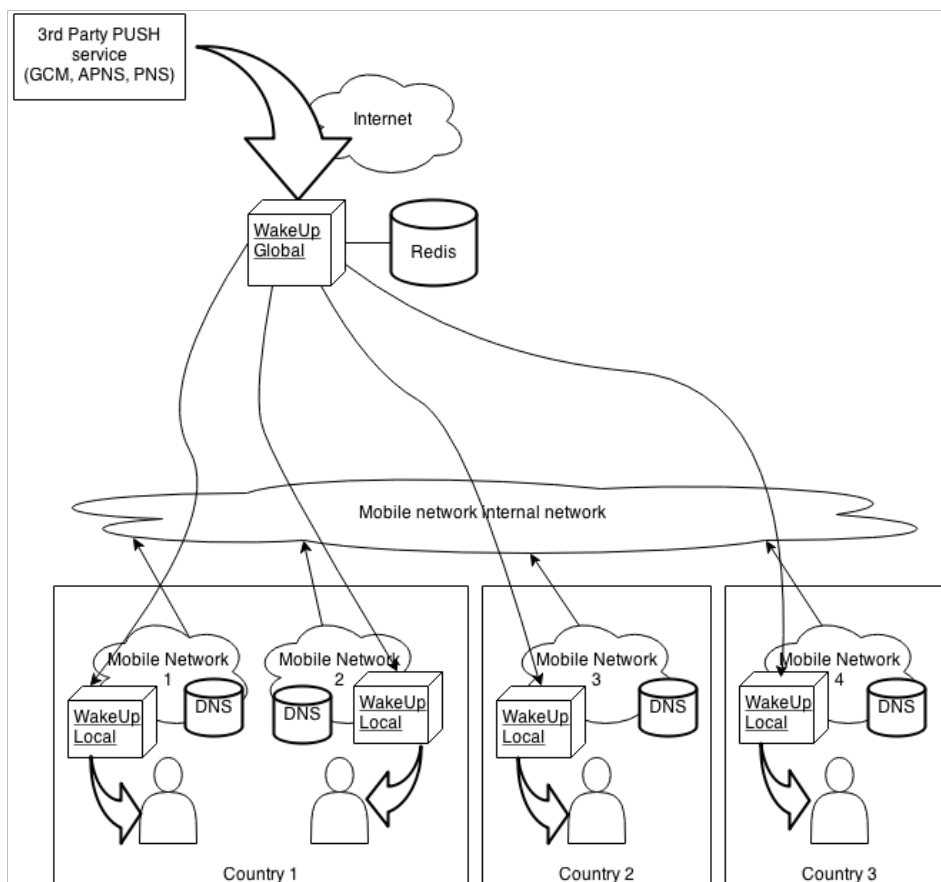 3rd Party PUSH
service
(GCM, APNS, PNS)
Internet
WakeUp
Global
Redis
Mobile network internal network
Mobile Network
1
DNS
WakeUp
Local
Mobile Network
2
DNS
WakeUp
Local
Mobile Network
3
DNS
WakeUp
Local
Mobile Network
4
DNS
WakeUp
Local
Country 1
Country 2
Country 3